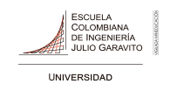 ESCUELA
COLOMBIANA
DE INGENIERÍA
JULIO GARAVITO
UNIVERSIDAD